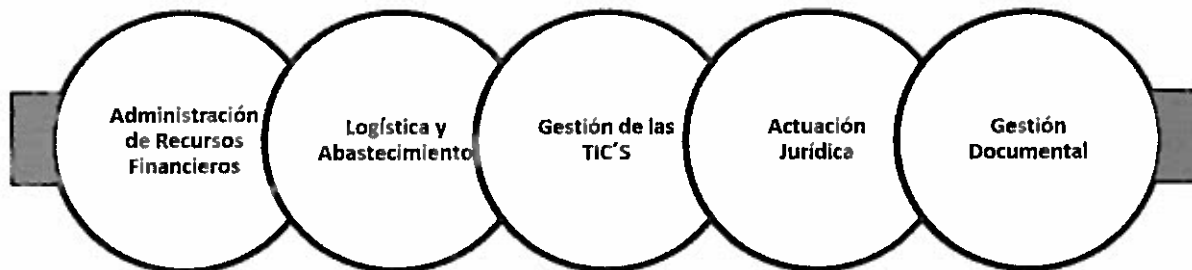 Administración
de Recursos
Financieros
Logística y
Abastecimiento
Gestión de las
TIC´S
Actuación
Jurídica
Gestión
Documental